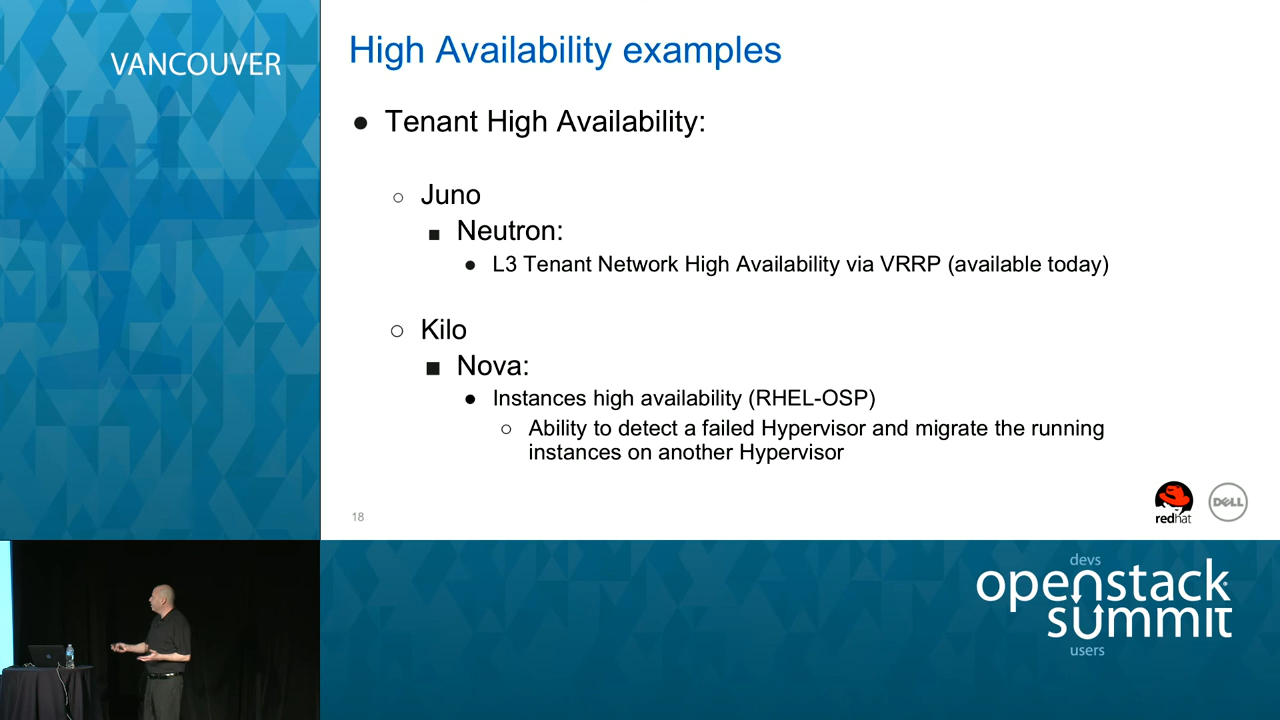 VANCOUVER
High Availability examples
● Tenant High Availability:
○ Juno
■ Neutron:
● L3 Tenant Network High Availability via VRRP (available today)
○ Kilo
■ Nova:
● Instances high availability (RHEL-OSP)
○ Ability to detect a failed Hypervisor and migrate the running
instances on another Hypervisor
18
redhat
DELL
devs
openstack
summit
users